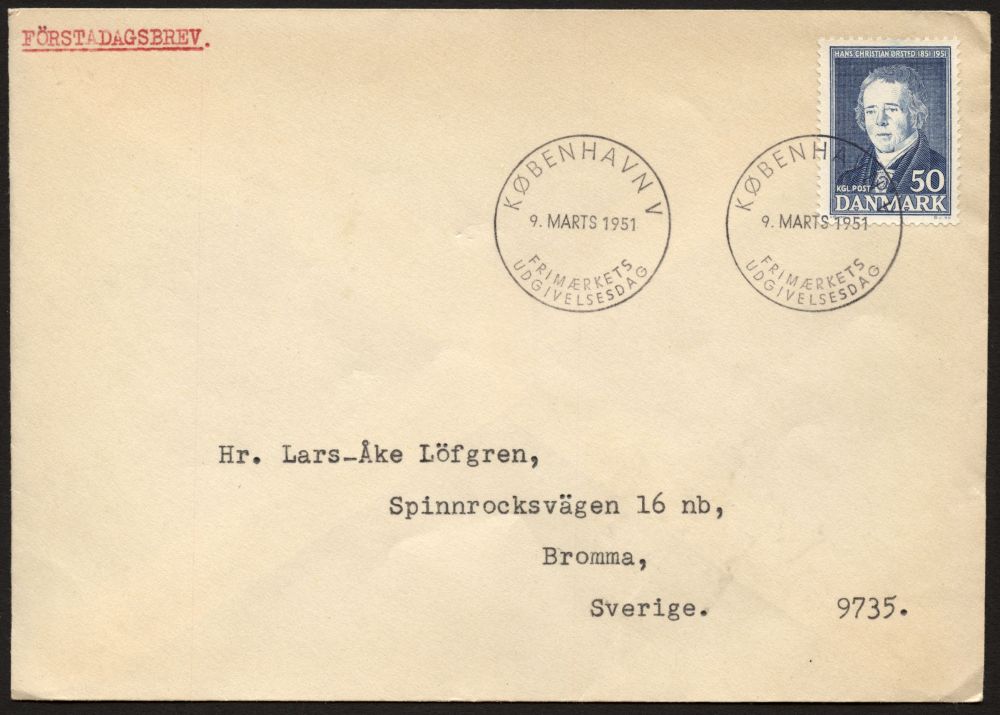 FÖRSTADAGSBREV.
HANS CHRISTIAN ØRSTED 1851-1951
KGL. POST 50
DANMARK
KØBENHAVN V
9. MARTS 1951
FRIMÆRKETS
UDGIVELSESDAG
KØBENHAVN V
9. MARTS 1951
FRIMÆRKETS
UDGIVELSESDAG
Hr. Lars-Åke Löfgren,
Spinnrocksvägen 16 nb,
Bromma,
Sverige. 9735.